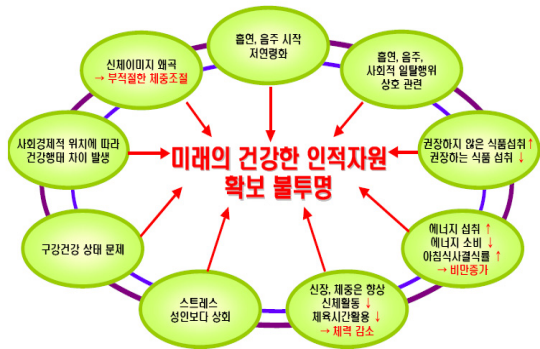 흡연, 음주 시작
저연령화
신체이미지 왜곡
→ 부적절한 체중조절
흡연, 음주,
사회적 일탈행위
상호 관련
사회경제적 위치에 따라
건강행태 차이 발생
권장하지 않은 식품섭취↑
권장하는 식품 섭취 ↓
미래의 건강한 인적자원
확보 불투명
구강건강 상태 문제
에너지 섭취 ↑
에너지 소비 ↓
아침식사결식률 ↑
→ 비만증가
스트레스
성인보다 상회
신장, 체중은 향상
신체활동 ↓
체육시간활용 ↓
→ 체력 감소